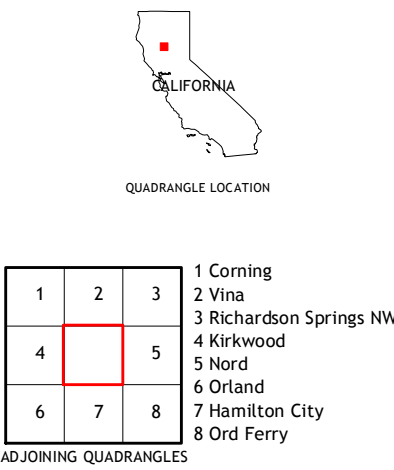 CALIFORNIA
QUADRANGLE LOCATION
1 2 3
4 5
6 7 8
1 Corning
2 Vina
3 Richardson Springs NW
4 Kirkwood
5 Nord
6 Orland
7 Hamilton City
8 Ord Ferry
ADJOINING QUADRANGLES